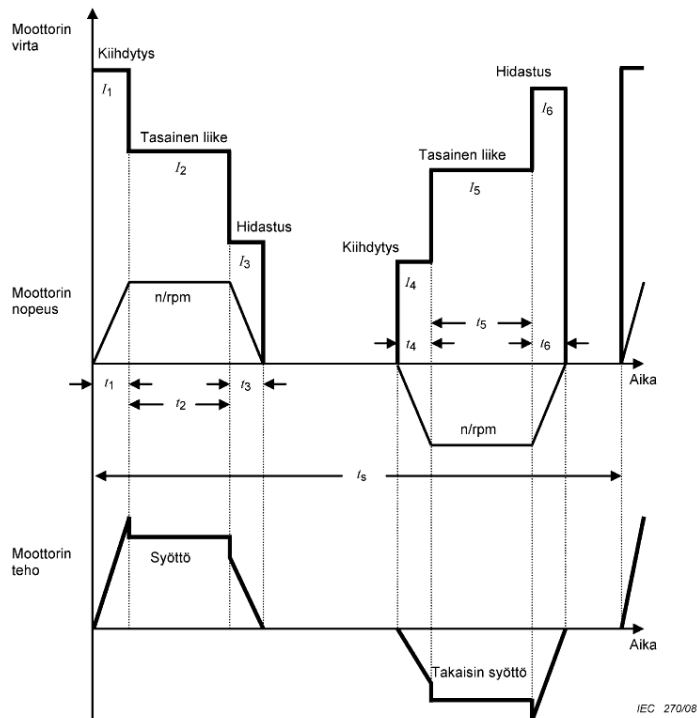 Moottorin
virta
Kiihdytys
I1
Tasainen liike
I2
Hidastus
I3
Hidastus
I6
Tasainen liike
I5
Kiihdytys
I4
Moottorin
nopeus
n/rpm
t5
t4
t6
Aika
t1
t3
t2
n/rpm
ts
Moottorin
teho
Syöttö
Aika
Takaisin syöttö
IEC 270/08